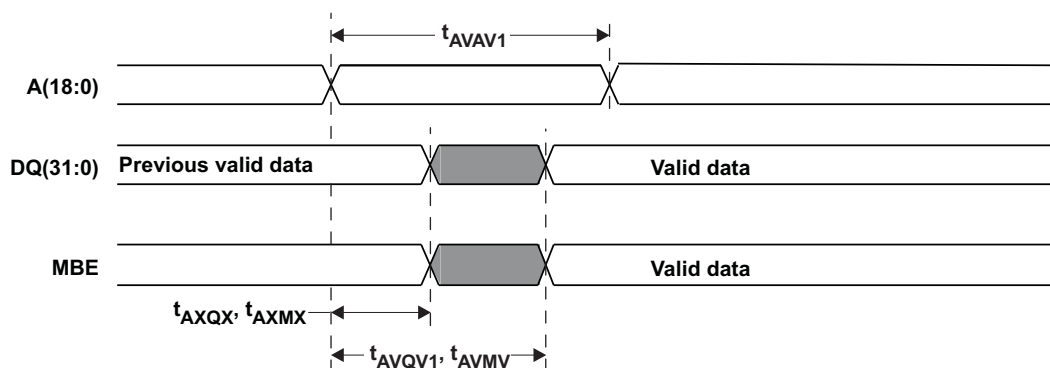 tAVAV1
A(18:0)
DQ(31:0)
Previous valid data
Valid data
MBE
Valid data
tAXQX, tAXMX
tAVQV1, tAVMV